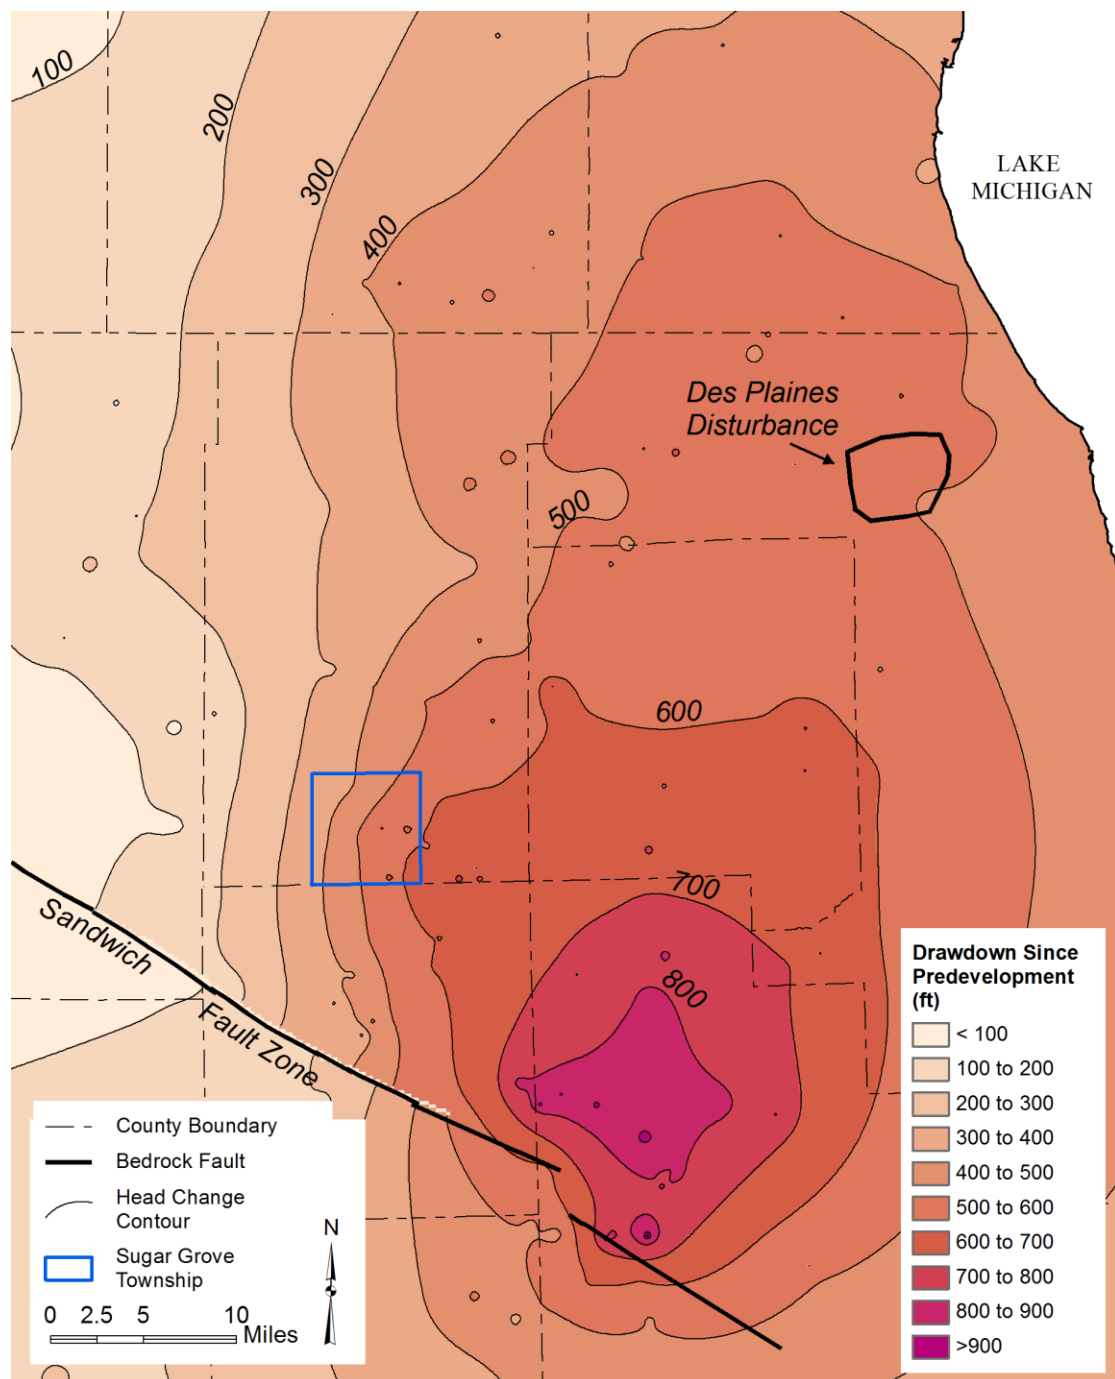 100
200
300
400
LAKE
MICHIGAN
Des Plaines
Disturbance
500
600
700
800
Sandwich
Fault Zone
County Boundary
Bedrock Fault
Head Change
Contour
Sugar Grove
Township
N
0 2.5 5 10
Miles
Drawdown Since
Predevelopment
(ft)
< 100
100 to 200
200 to 300
300 to 400
400 to 500
500 to 600
600 to 700
700 to 800
800 to 900
>900